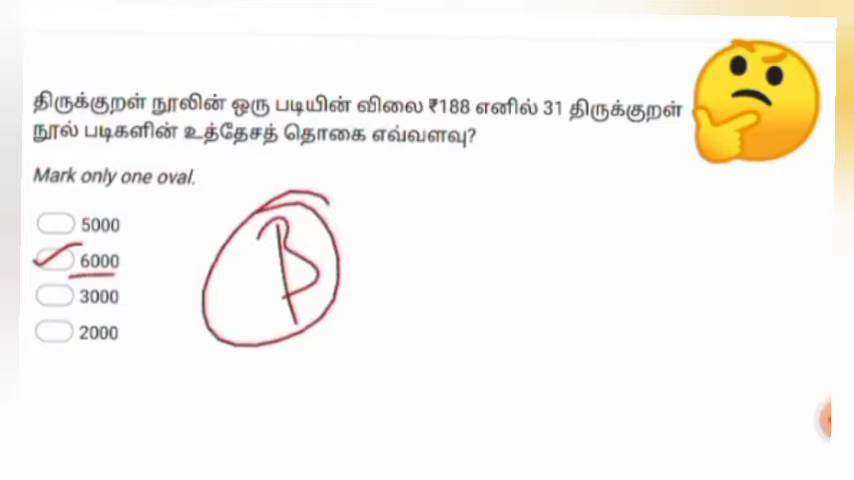 திருக்குறள் நூலின் ஒரு படியின் விலை ₹188 எனில் 31 திருக்குறள்
நூல் படிகளின் உத்தேசத் தொகை எவ்வளவு?
Mark only one oval.
5000
6000
3000
2000
B